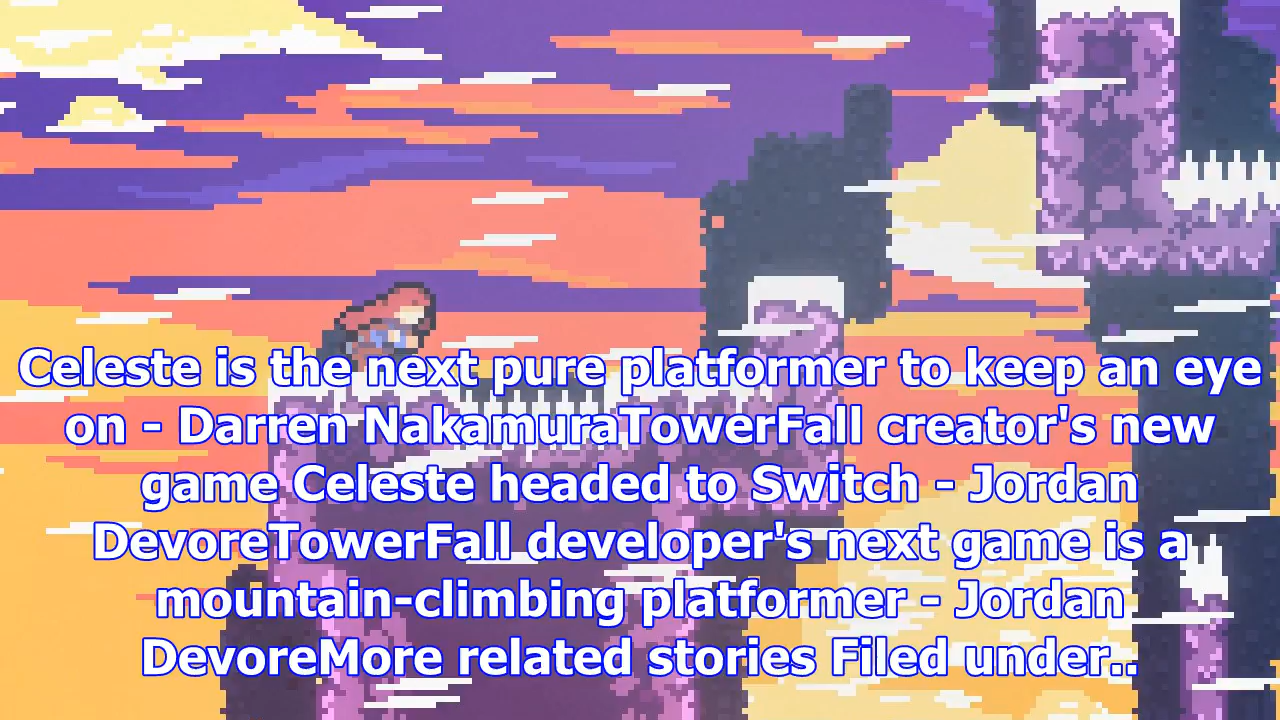 Celeste is the next pure platformer to keep an eye
on - Darren NakamuraTowerFall creator's new
game Celeste headed to Switch - Jordan
DevoreTowerFall developer's next game is a
mountain-climbing platformer - Jordan
DevoreMore related stories Filed under..